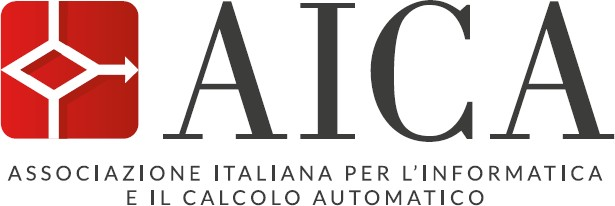 AICA
ASSOCIAZIONE ITALIANA PER L'INFORMATICA
E IL CALCOLO AUTOMATICO